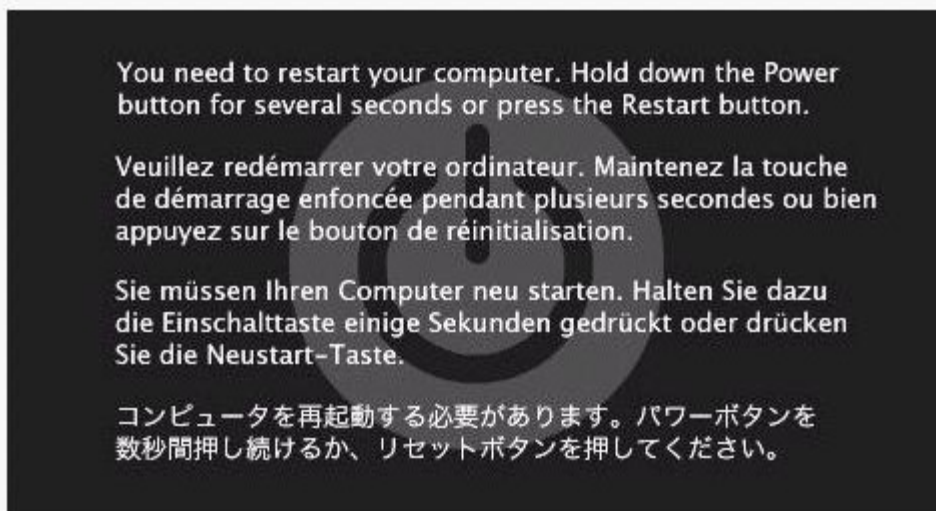 You need to restart your computer. Hold down the Power
button for several seconds or press the Restart button.
Veuillez redémarrer votre ordinateur. Maintenez la touche
de démarrage enfoncée pendant plusieurs secondes ou bien
appuyez sur le bouton de réinitialisation.
Sie müssen Ihren Computer neu starten. Halten Sie dazu
die Einschalttaste einige Sekunden gedrückt oder drücken
Sie die Neustart-Taste.
コンピュータを再起動する必要があります。パワーボタンを
数秒間押し続けるか、リセットボタンを押してください。